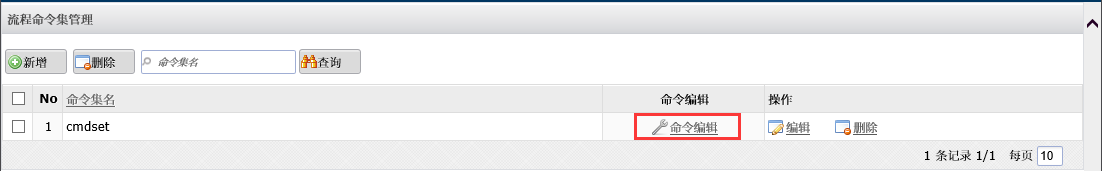 流程命令集管理
新增 删除 命令集名 查询
No 命令集名 命令编辑 操作
1 cmdset 命令编辑 编辑 删除
1 条记录 1/1 每页 10